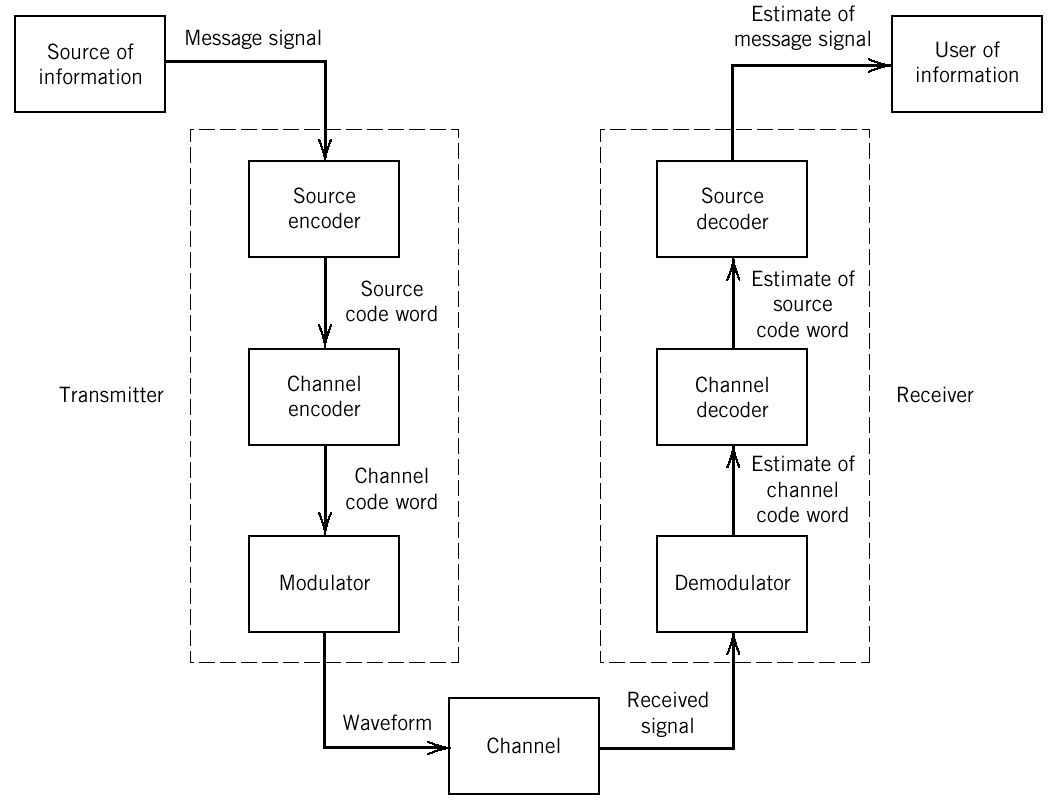 Source of
information
Message signal
Source
encoder
Source
code word
Channel
encoder
Channel
code word
Modulator
Transmitter
Waveform
Channel
Received
signal
Demodulator
Estimate of
channel
code word
Channel
decoder
Estimate of
source
code word
Source
decoder
Receiver
Estimate of
message signal
User of
information